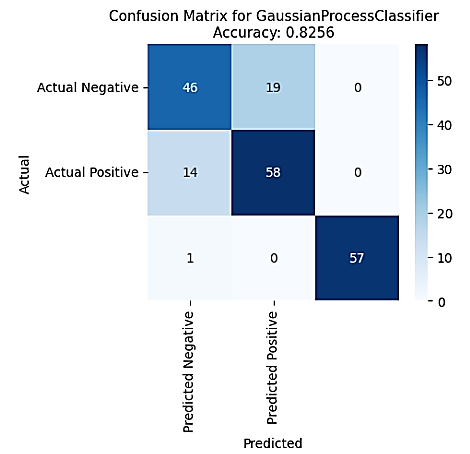 Confusion Matrix for GaussianProcessClassifier
Accuracy: 0.8256
Actual Negative
46 19 0
Actual Positive
14 58 0
1 0 57
Actual
Predicted Negative
Predicted Positive
Predicted
50
40
30
20
10
0